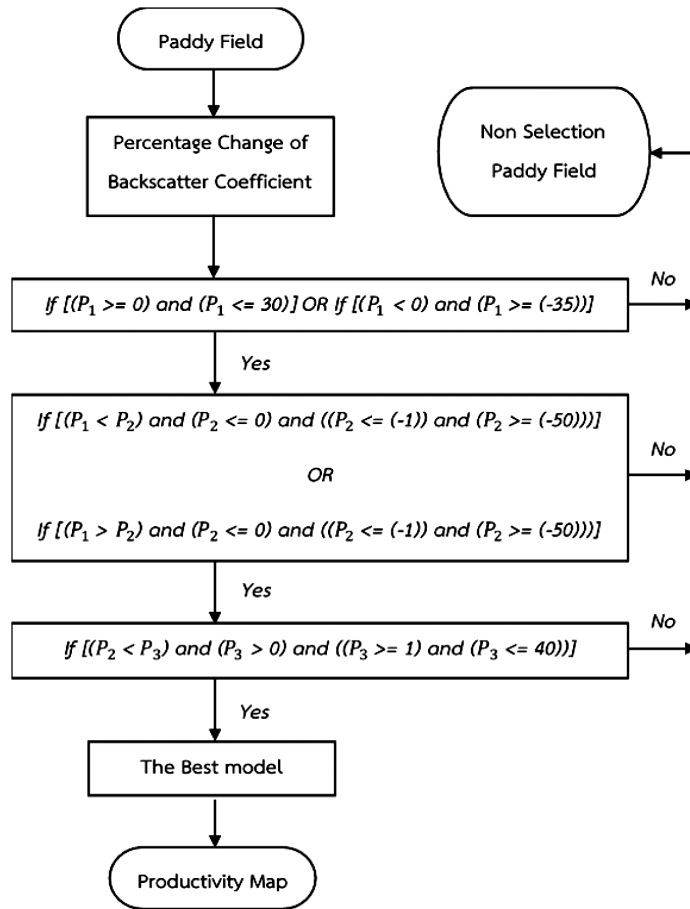 Paddy Field
Percentage Change of
Backscatter Coefficient
Non Selection
Paddy Field
If [(P₁ >= 0) and (P₁ <= 30)] OR If [(P₁ < 0) and (P₁ >= (-35))]
No
Yes
If [(P₁ < P₂) and (P₂ <= 0) and ((P₂ <= (-1)) and (P₂ >= (-50)))]
OR
If [(P₁ > P₂) and (P₂ <= 0) and ((P₂ <= (-1)) and (P₂ >= (-50)))]
No
Yes
If [(P₂ < P₃) and (P₃ > 0) and ((P₃ >= 1) and (P₃ <= 40))]
No
Yes
The Best model
Productivity Map